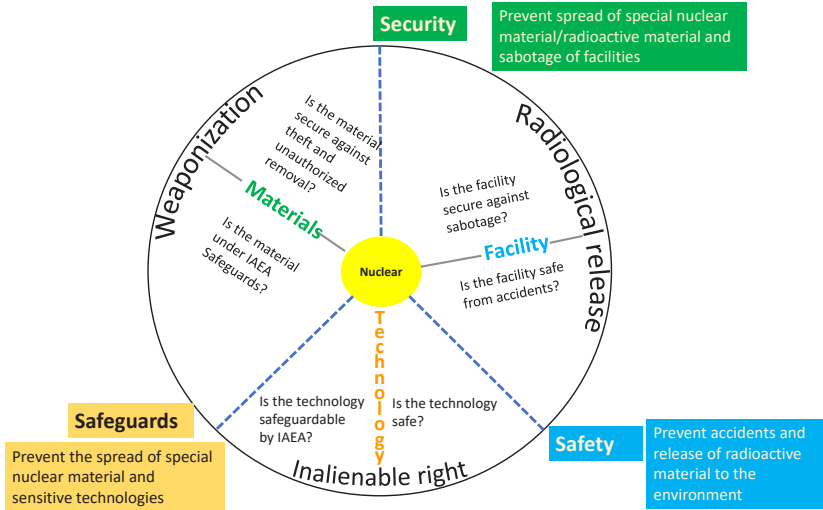 Security
Prevent spread of special nuclear
material/radioactive material and
sabotage of facilities
Weaponization
Is the material
secure against
theft and
unauthorized
removal?
Materials
Is the material
under IAEA
Safeguards?
Radiological release
Is the facility
secure against
sabotage?
Facility
Is the facility safe
from accidents?
Nuclear
Technology
Is the technology
safeguardable
by IAEA?
Is the technology
safe?
Inalienable right
Safeguards
Prevent the spread of special
nuclear material and
sensitive technologies
Safety
Prevent accidents and
release of radioactive
material to the
environment